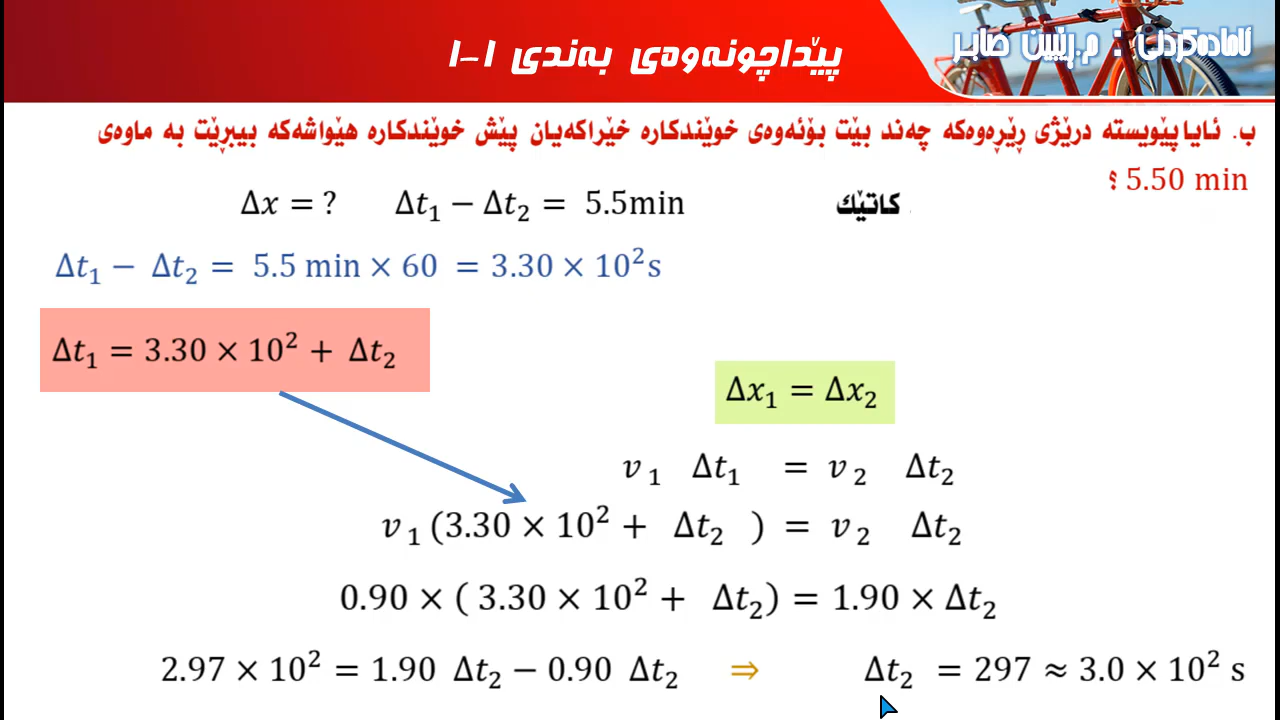 پێداچونەوەی بەندی ١-١
ئامادەکردنی : م.ڕێبین صابر
ب. ئایا پێویستە درێژی ڕێڕەوەکە چەند بێت بۆئەوەی خوێندکارە خێراکەیان پێش خوێندکارە هێواشەکە بیبڕێت بە ماوەی
5.50 min ؟
Δx = ? Δt₁ − Δt₂ = 5.5min کاتێك
Δt₁ − Δt₂ = 5.5 min × 60 = 3.30 × 10²s
Δt₁ = 3.30 × 10² + Δt₂
Δx₁ = Δx₂
v₁ Δt₁ = v₂ Δt₂
v₁ (3.30 × 10² + Δt₂ ) = v₂ Δt₂
0.90 × ( 3.30 × 10² + Δt₂) = 1.90 × Δt₂
2.97 × 10² = 1.90 Δt₂ − 0.90 Δt₂ ⇒ Δt₂ = 297 ≈ 3.0 × 10² s